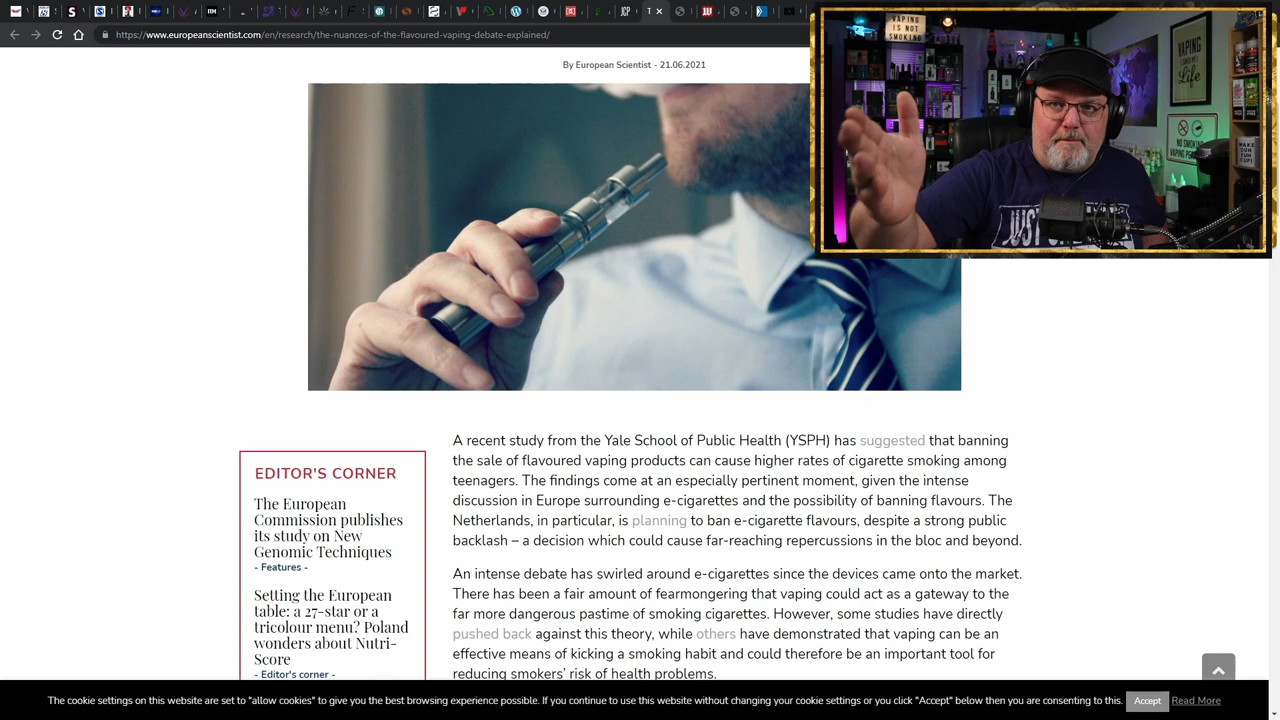 https://www.europeanscientist.com/en/research/the-nuances-of-the-flavoured-vaping-debate-explained/
By European Scientist - 21.06.2021
VAPING
IS NOT
SMOKING
VAPING
Life
NO SMOKING
EDITOR'S CORNER
The European
Commission publishes
its study on New
Genomic Techniques
- Features -
Setting the European
table: a 27-star or a
tricolour menu? Poland
wonders about Nutri-
Score
- Editor's corner -
A recent study from the Yale School of Public Health (YSPH) has suggested that banning
the sale of flavoured vaping products can cause higher rates of cigarette smoking among
teenagers. The findings come at an especially pertinent moment, given the intense
discussion in Europe surrounding e-cigarettes and the possibility of banning flavours. The
Netherlands, in particular, is planning to ban e-cigarette flavours, despite a strong public
backlash – a decision which could cause far-reaching repercussions in the bloc and beyond.
An intense debate has swirled around e-cigarettes since the devices came onto the market.
There has been a fair amount of fearmongering that vaping could act as a gateway to the
far more dangerous pastime of smoking cigarettes. However, some studies have directly
pushed back against this theory, while others have demonstrated that vaping can be an
effective means of kicking a smoking habit and could therefore be an important tool for
reducing smokers' risk of health problems.
The cookie settings on this website are set to "allow cookies" to give you the best browsing experience possible. If you continue to use this website without changing your cookie settings or you click "Accept" below then you are consenting to this. Accept Read More